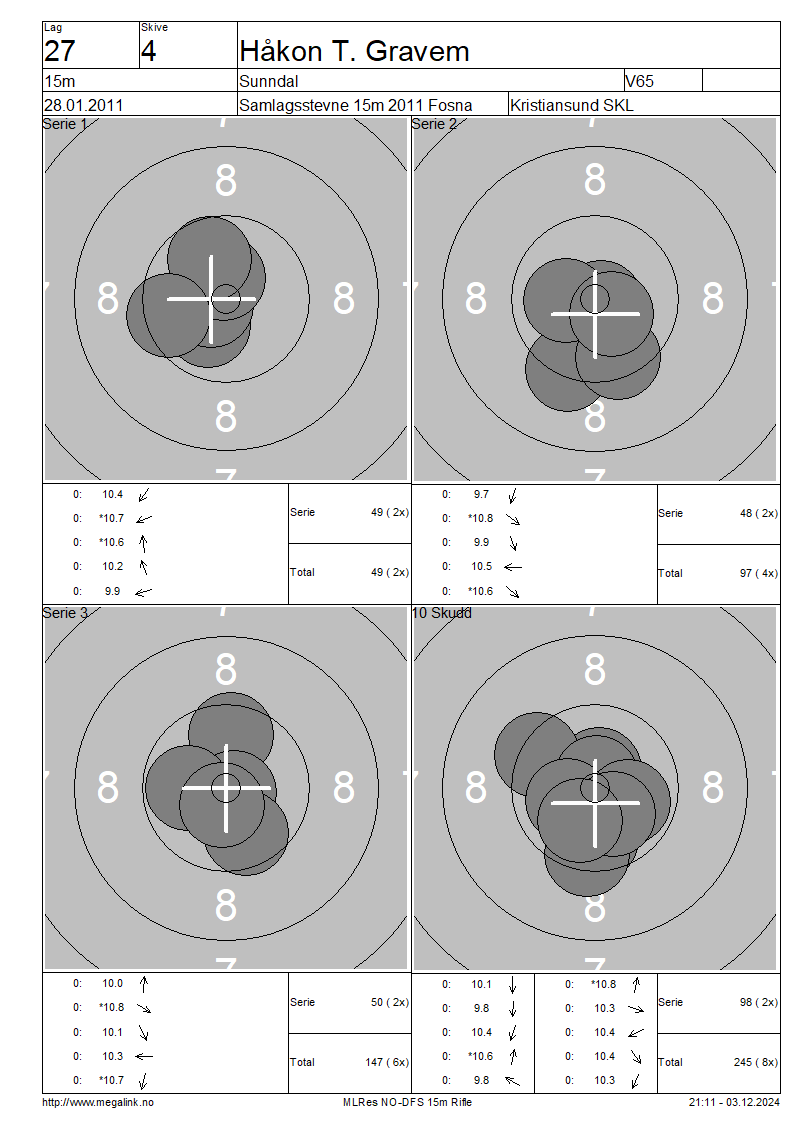 Lag Skive
27 4 Håkon T. Gravem
15m Sunndal V65
28.01.2011 Samlagsstevne 15m 2011 Fosna Kristiansund SKL
Serie 1
7
8
7 8 8
8
7
Serie 2
7
8
8 8 7
8
7
0: 10.4
0: *10.7
0: *10.6
0: 10.2
0: 9.9
Serie 49 ( 2x)
Total 49 ( 2x)
0: 9.7
0: *10.8
0: 9.9
0: 10.5
0: *10.6
Serie 48 ( 2x)
Total 97 ( 4x)
Serie 3
7
8
7 8 8
8
7
10 Skudd
7
8
8 8 7
8
7
0: 10.0
0: *10.8
0: 10.1
0: 10.3
0: *10.7
Serie 50 ( 2x)
Total 147 ( 6x)
0: 10.1 0: *10.8
0: 9.8 0: 10.3
0: 10.4 0: 10.4
0: *10.6 0: 10.4
0: 9.8 0: 10.3
Serie 98 ( 2x)
Total 245 ( 8x)
http://www.megalink.no MLRes NO-DFS 15m Rifle 21:11 - 03.12.2024